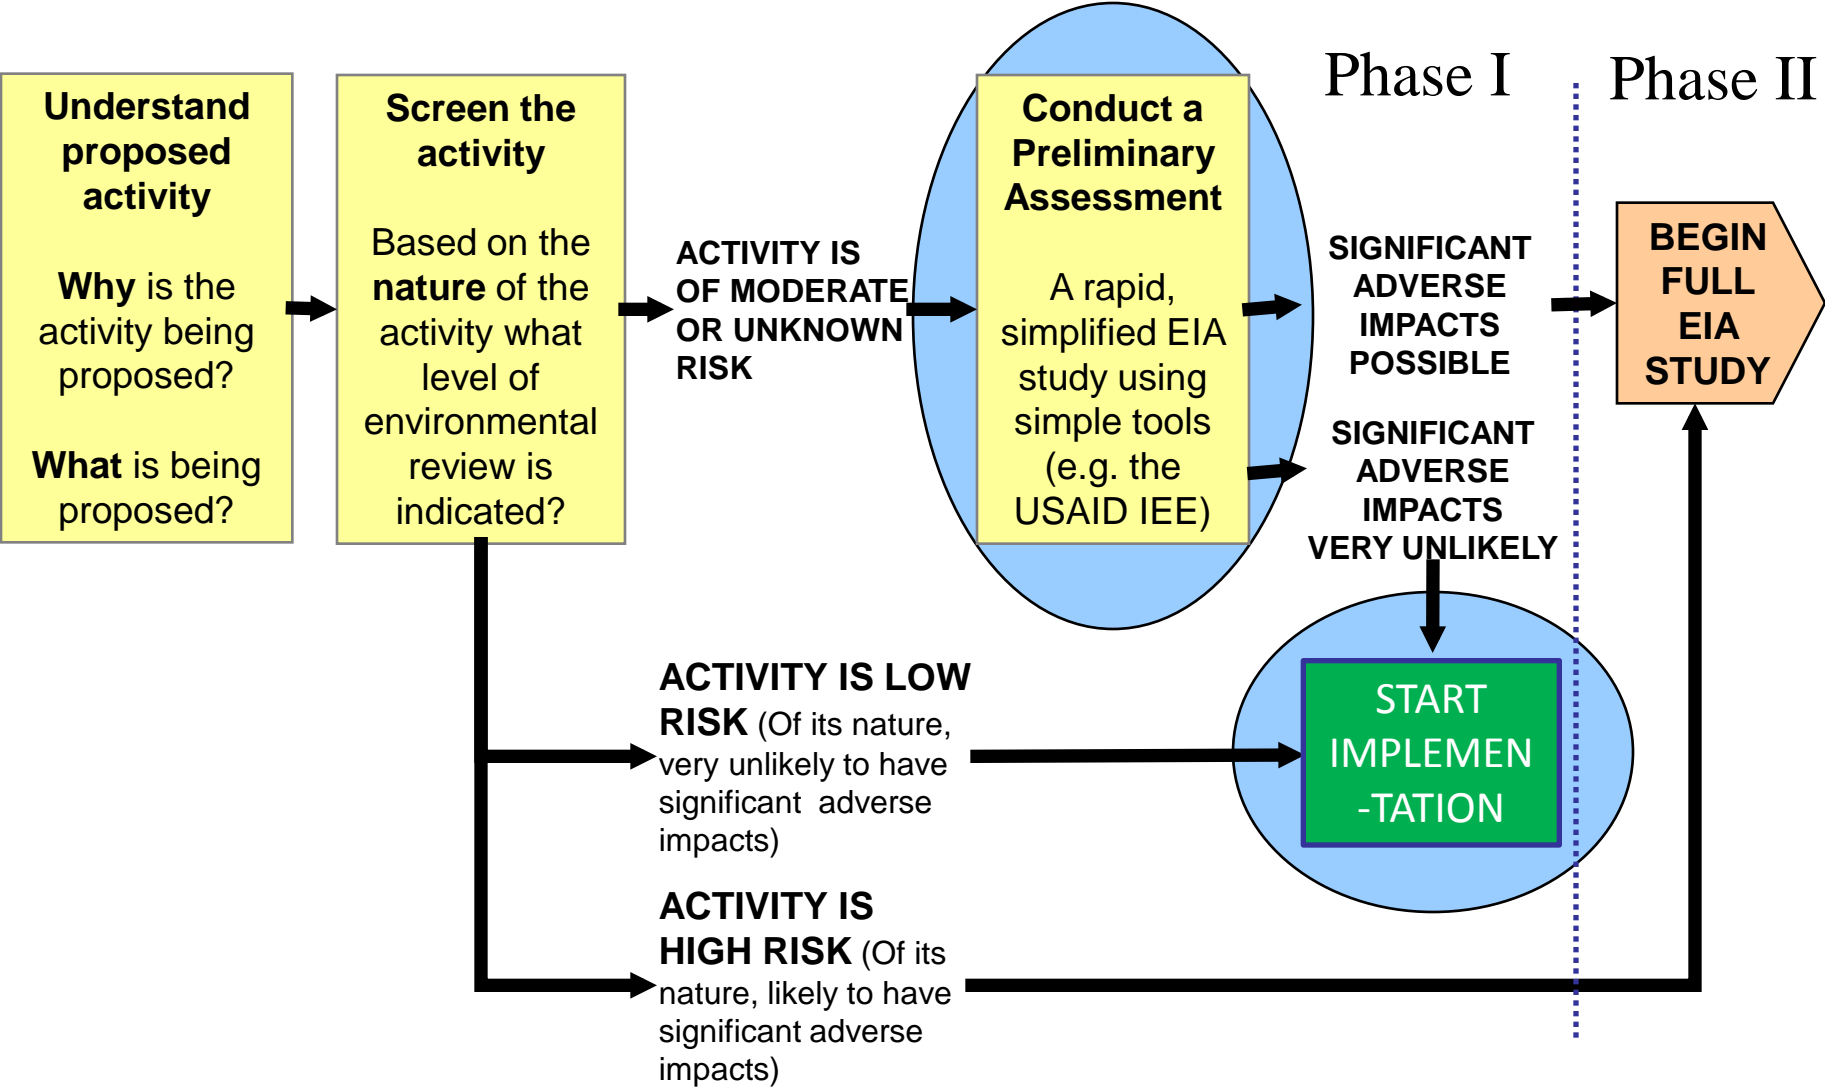 Understand
proposed
activity
Why is the
activity being
proposed?
What is being
proposed?
Screen the
activity
Based on the
nature of the
activity what
level of
environmental
review is
indicated?
ACTIVITY IS
OF MODERATE
OR UNKNOWN
RISK
Conduct a
Preliminary
Assessment
A rapid,
simplified EIA
study using
simple tools
(e.g. the
USAID IEE)
Phase I
Phase II
SIGNIFICANT
ADVERSE
IMPACTS
POSSIBLE
BEGIN
FULL
EIA
STUDY
SIGNIFICANT
ADVERSE
IMPACTS
VERY UNLIKELY
ACTIVITY IS LOW
RISK (Of its nature,
very unlikely to have
significant adverse
impacts)
START
IMPLEMEN
-TATION
ACTIVITY IS
HIGH RISK (Of its
nature, likely to have
significant adverse
impacts)